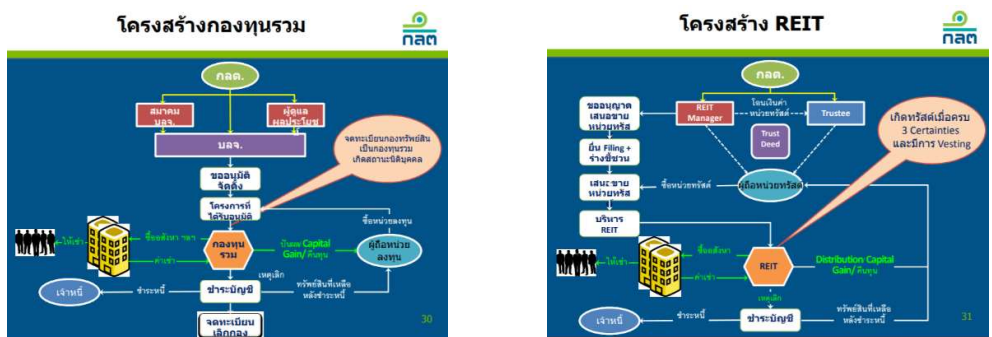 โครงสร้างกองทุนรวม
กลต
กลต.
สมาคม
บลจ.
ผู้ดูแล
ผลประโยชน์
บลจ.
จดทะเบียนกองทรัพย์สิน
เป็นกองทุนรวม
เกิดสถานะนิติบุคคล
ขออนุมัติ
จัดตั้ง
โครงการที่
ได้รับอนุมัติ
ซื้อหน่วยลงทุน
ให้เช่า
ซื้ออสังหา ฯลฯ
ค่าเช่า
กองทุน
รวม
ปันผล Capital
Gain/ คืนทุน
ผู้ถือหน่วย
ลงทุน
เหตุเลิก
เจ้าหนี้
ชำระหนี้
ชำระบัญชี
ทรัพย์สินที่เหลือ
หลังชำระหนี้
จดทะเบียน
เลิกกอง
30
โครงสร้าง REIT
กลต
กลต.
ขออนุญาต
เสนอขาย
หน่วยทรัส
REIT
Manager
โอนเงินค่า
หน่วยทรัสต์
Trustee
Trust
Deed
เกิดทรัสต์เมื่อครบ
3 Certainties
และมีการ Vesting
ยื่น Filing +
ร่างชี้ชวน
เสนอขาย
หน่วยทรัส
ซื้อหน่วยทรัสต์
ผู้ถือหน่วยทรัสต์
บริหาร
REIT
ให้เช่า
ซื้ออสังหา
ค่าเช่า
REIT
Distribution Capital
Gain/ คืนทุน
เหตุเลิก
เจ้าหนี้
ชำระหนี้
ชำระบัญชี
ทรัพย์สินที่เหลือ
หลังชำระหนี้
31